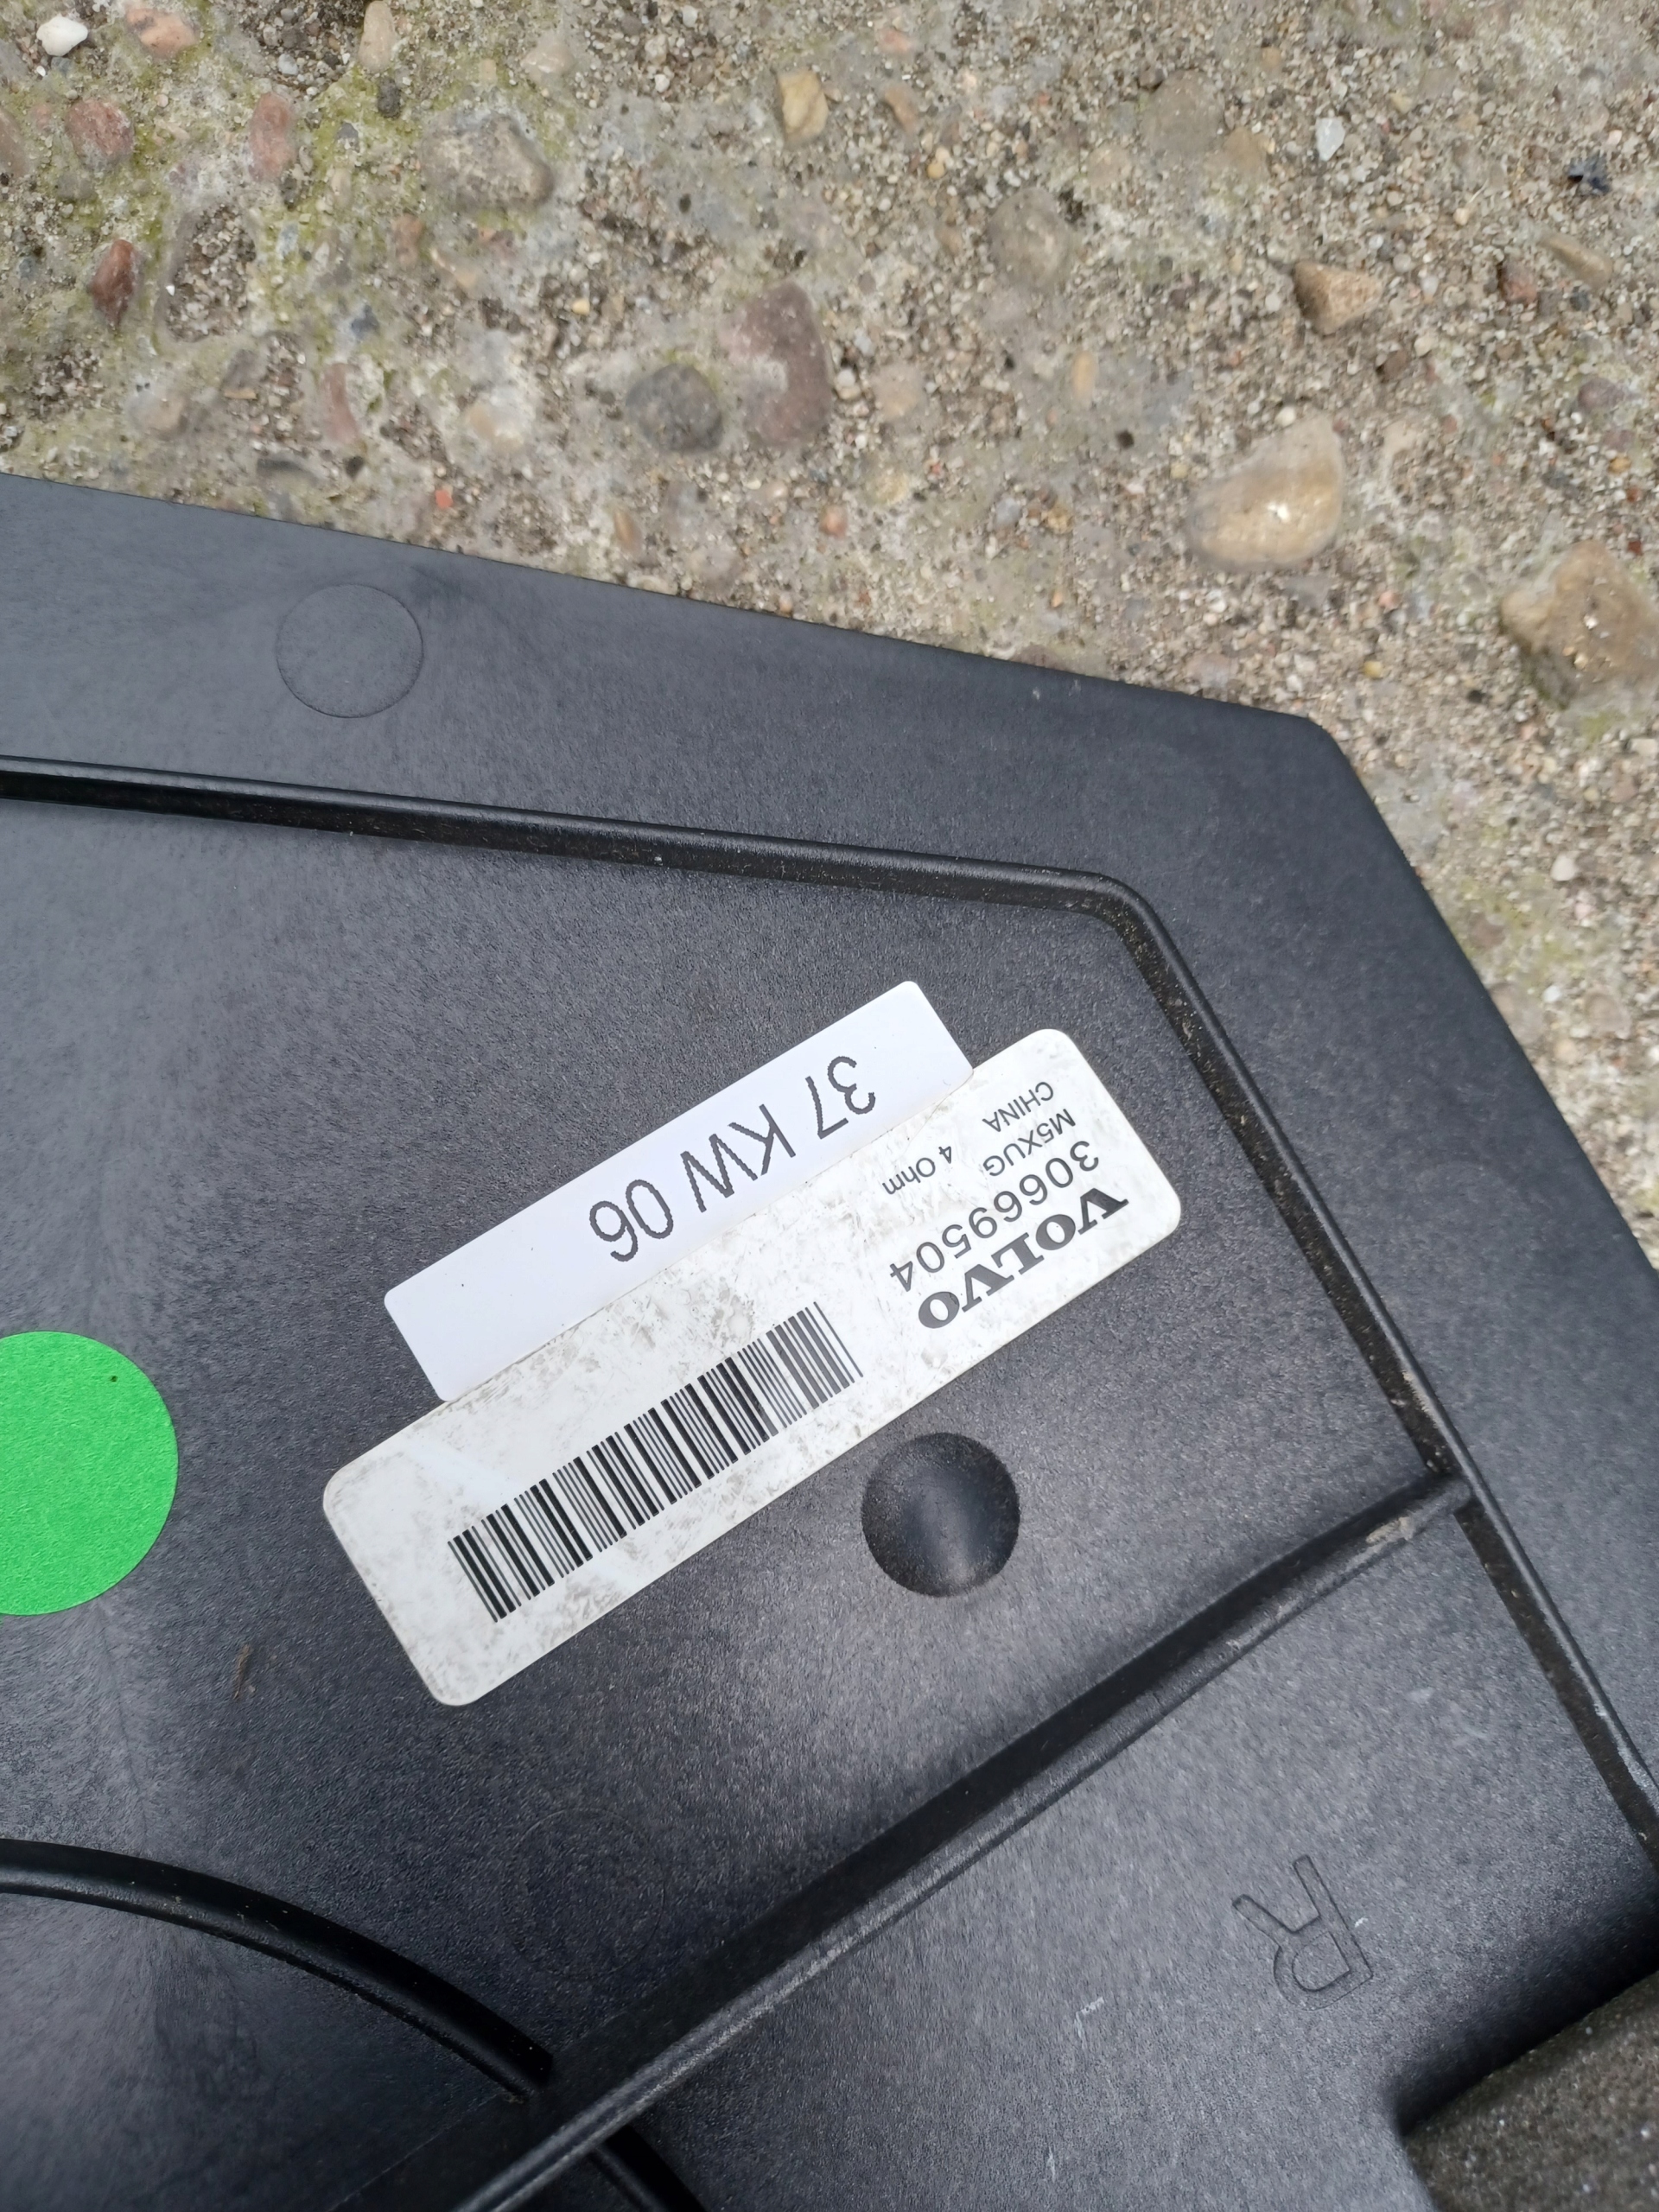 VOLVO
30669504
M5XUG 4 Ohm
CHINA
37 KW 06
R